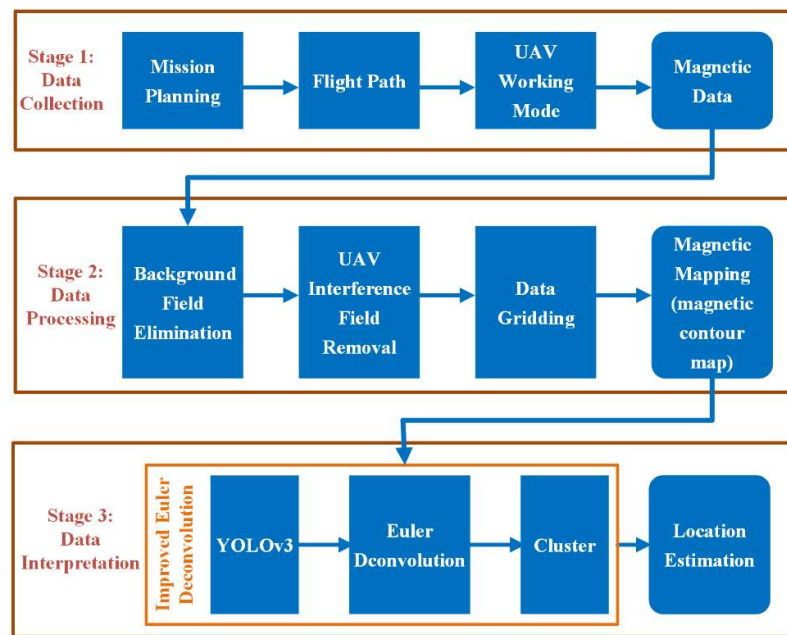 Stage 1:
Data
Collection
Mission
Planning
Flight Path
UAV
Working
Mode
Magnetic
Data
Stage 2:
Data
Processing
Background
Field
Elimination
UAV
Interference
Field
Removal
Data
Gridding
Magnetic
Mapping
(magnetic
contour
map)
Stage 3:
Data
Interpretation
Improved Euler
Deconvolution
YOLOv3
Euler
Dconvolution
Cluster
Location
Estimation